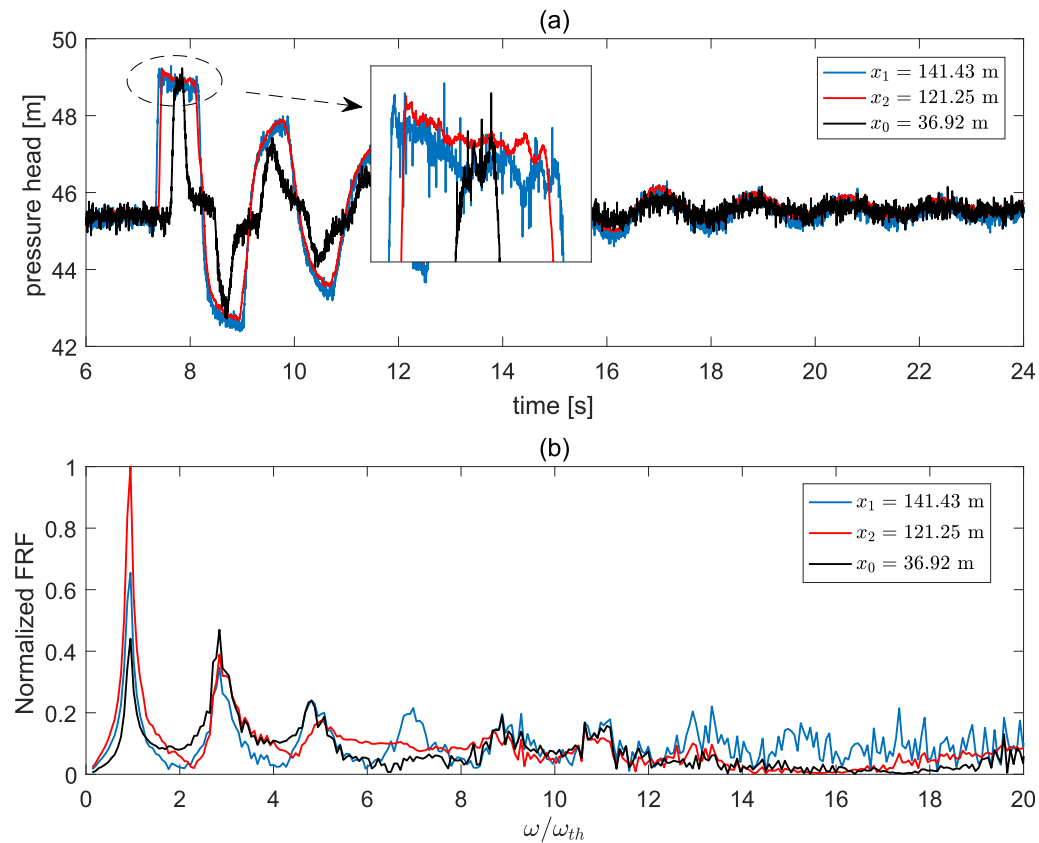 (a)
50
48
46
44
42
pressure head [m]
x₁ = 141.43 m
x₂ = 121.25 m
x₀ = 36.92 m
6 8 10 12 14 16 18 20 22 24
time [s]
(b)
1
0.8
0.6
0.4
0.2
0
Normalized FRF
x₁ = 141.43 m
x₂ = 121.25 m
x₀ = 36.92 m
0 2 4 6 8 10 12 14 16 18 20
ω/ωₜₕ